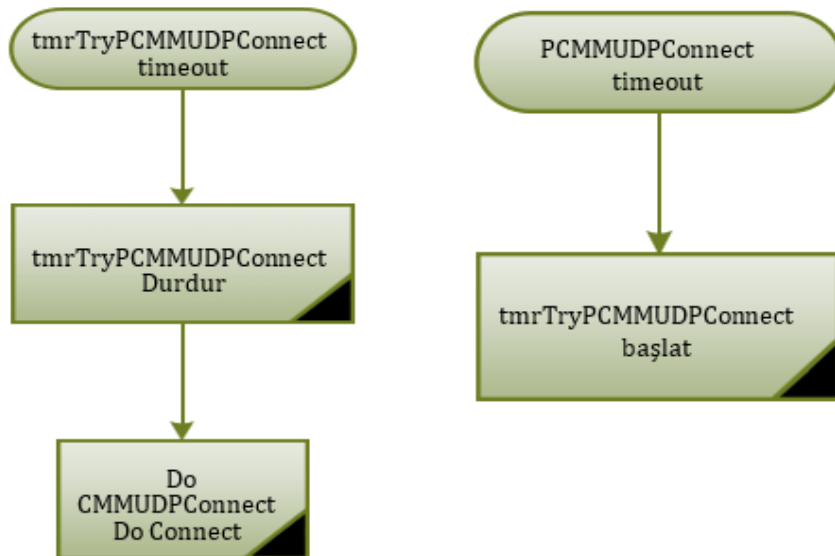 tmrTryPCMMUDPConnect
timeout
tmrTryPCMMUDPConnect
Durdur
Do
CMMUDPConnect
Do Connect
PCMMUDPConnect
timeout
tmrTryPCMMUDPConnect
başlat